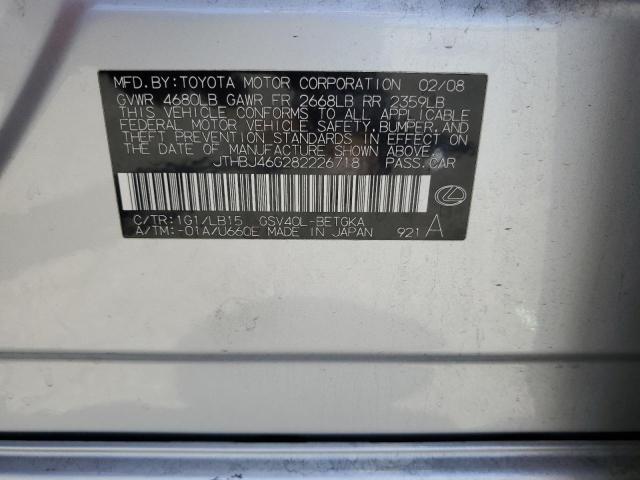 MFD.BY:TOYOTA MOTOR CORPORATION 02/08
GVWR 4680LB GAWR FR 2668LB RR 2359LB
THIS VEHICLE CONFORMS TO ALL APPLICABLE
FEDERAL MOTOR VEHICLE SAFETY,BUMPER,AND
THEFT PREVENTION STANDARDS IN EFFECT ON
THE DATE OF MANUFACTURE SHOWN ABOVE.
JTHBJ46G282226718 PASS.CAR
C/TR:1G1/LB15 GSV40L-BETGKA
A/TM:-01A/U660E MADE IN JAPAN 921 A